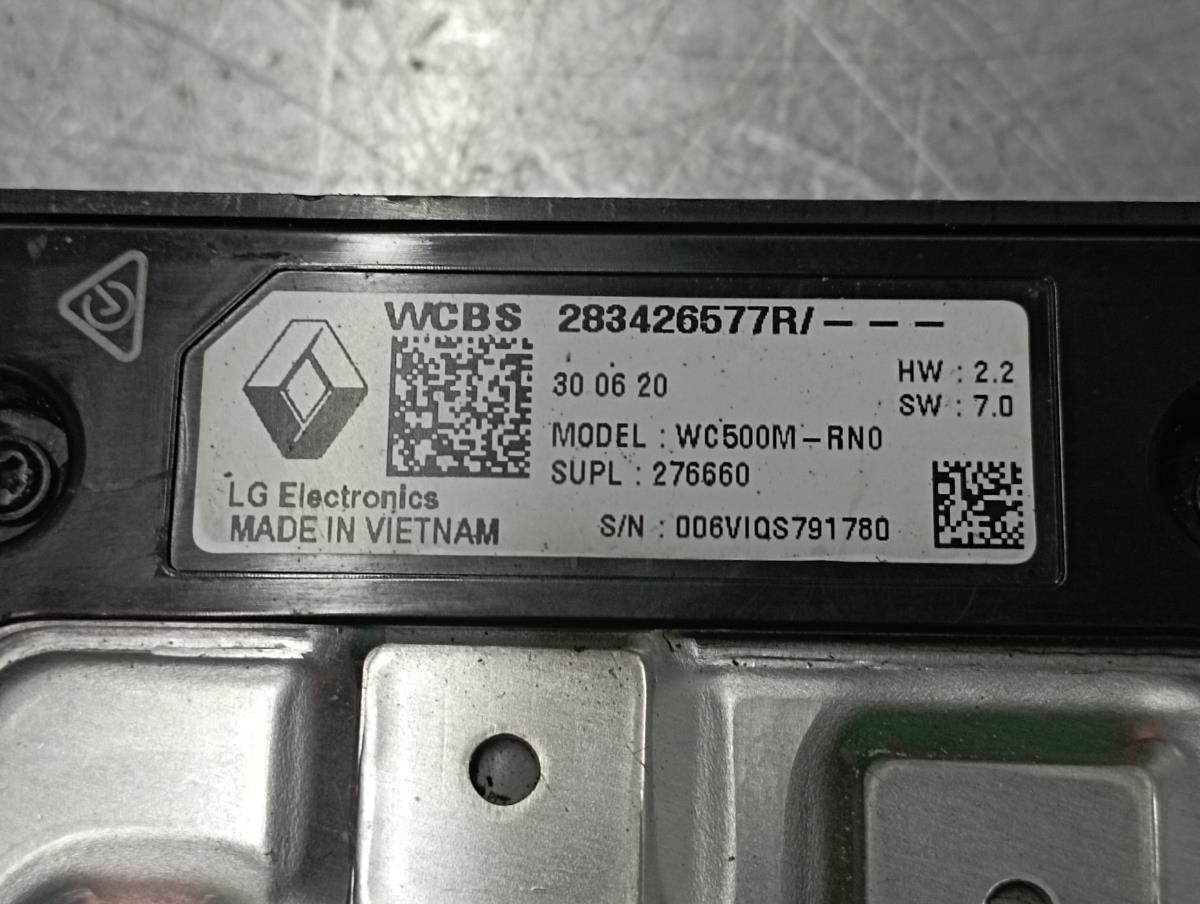 WCBS 283426577R/- - -
30 06 20
HW : 2.2
SW : 7.0
MODEL : WC500M-RN0
SUPL : 276660
LG Electronics
MADE IN VIETNAM
S/N : 006VIQS791780